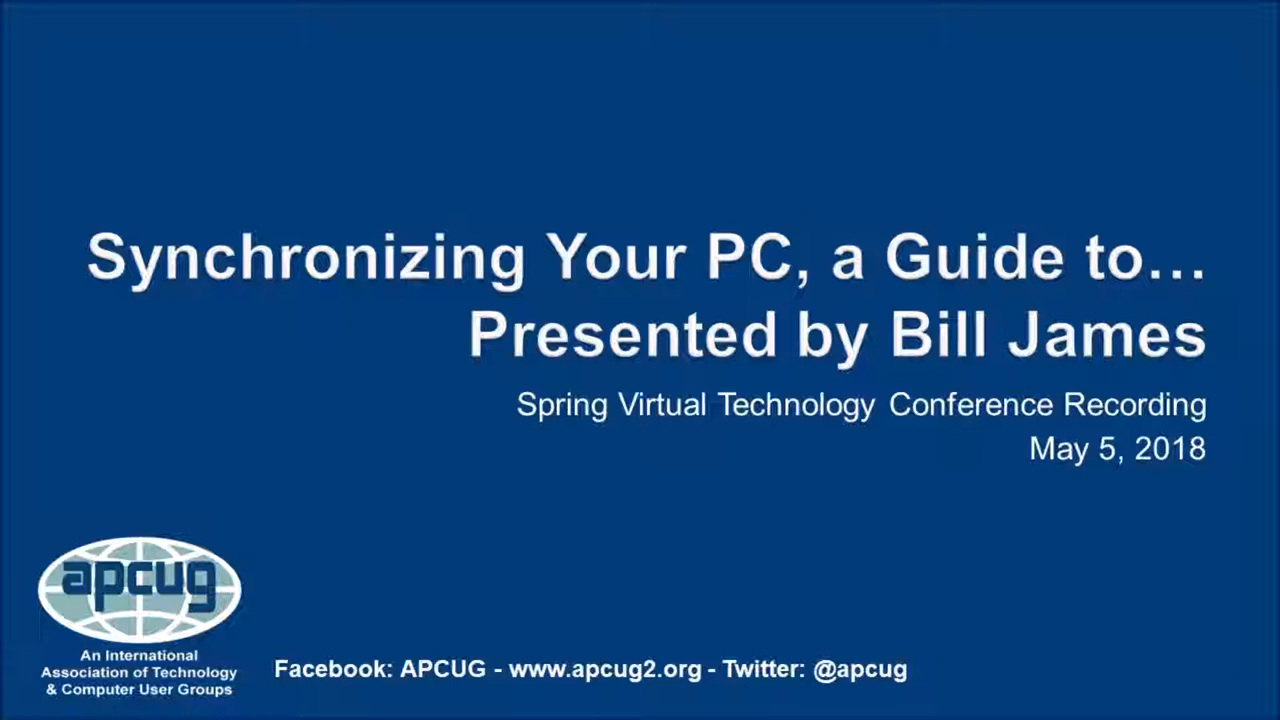 Synchronizing Your PC, a Guide to…
Presented by Bill James
Spring Virtual Technology Conference Recording
May 5, 2018
apcug
An International
Association of Technology
& Computer User Groups
Facebook: APCUG - www.apcug2.org - Twitter: @apcug